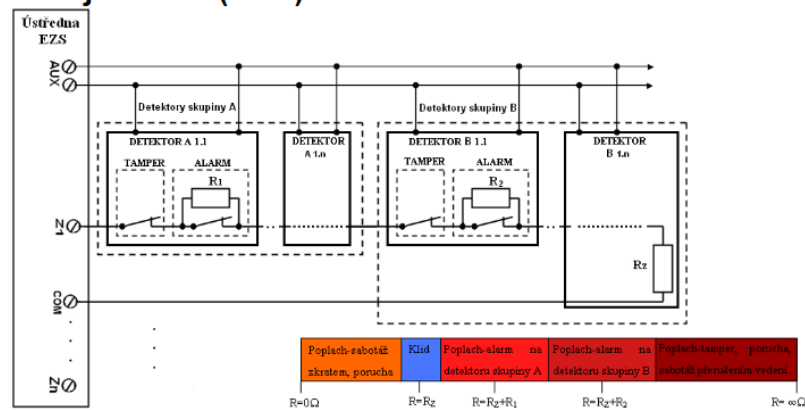 Ústředna
EZS
AUX
Detektory skupiny A
Detektory skupiny B
DETEKTOR A 1.1
DETEKTOR
A 1.n
DETEKTOR B 1.1
DETEKTOR
B 1.n
TAMPER
ALARM
TAMPER
ALARM
R1
R2
Z1
Rz
COM
Zn
Poplach-sabotáž
zkratem, porucha
Klid
Poplach-alarm na
detektoru skupiny A
Poplach-alarm na
detektoru skupiny B
Poplach-tamper, porucha,
sabotáž přerušením vedení
R=0Ω
R=Rz
R=Rz+R1
R=Rz+R2
R= ∞Ω